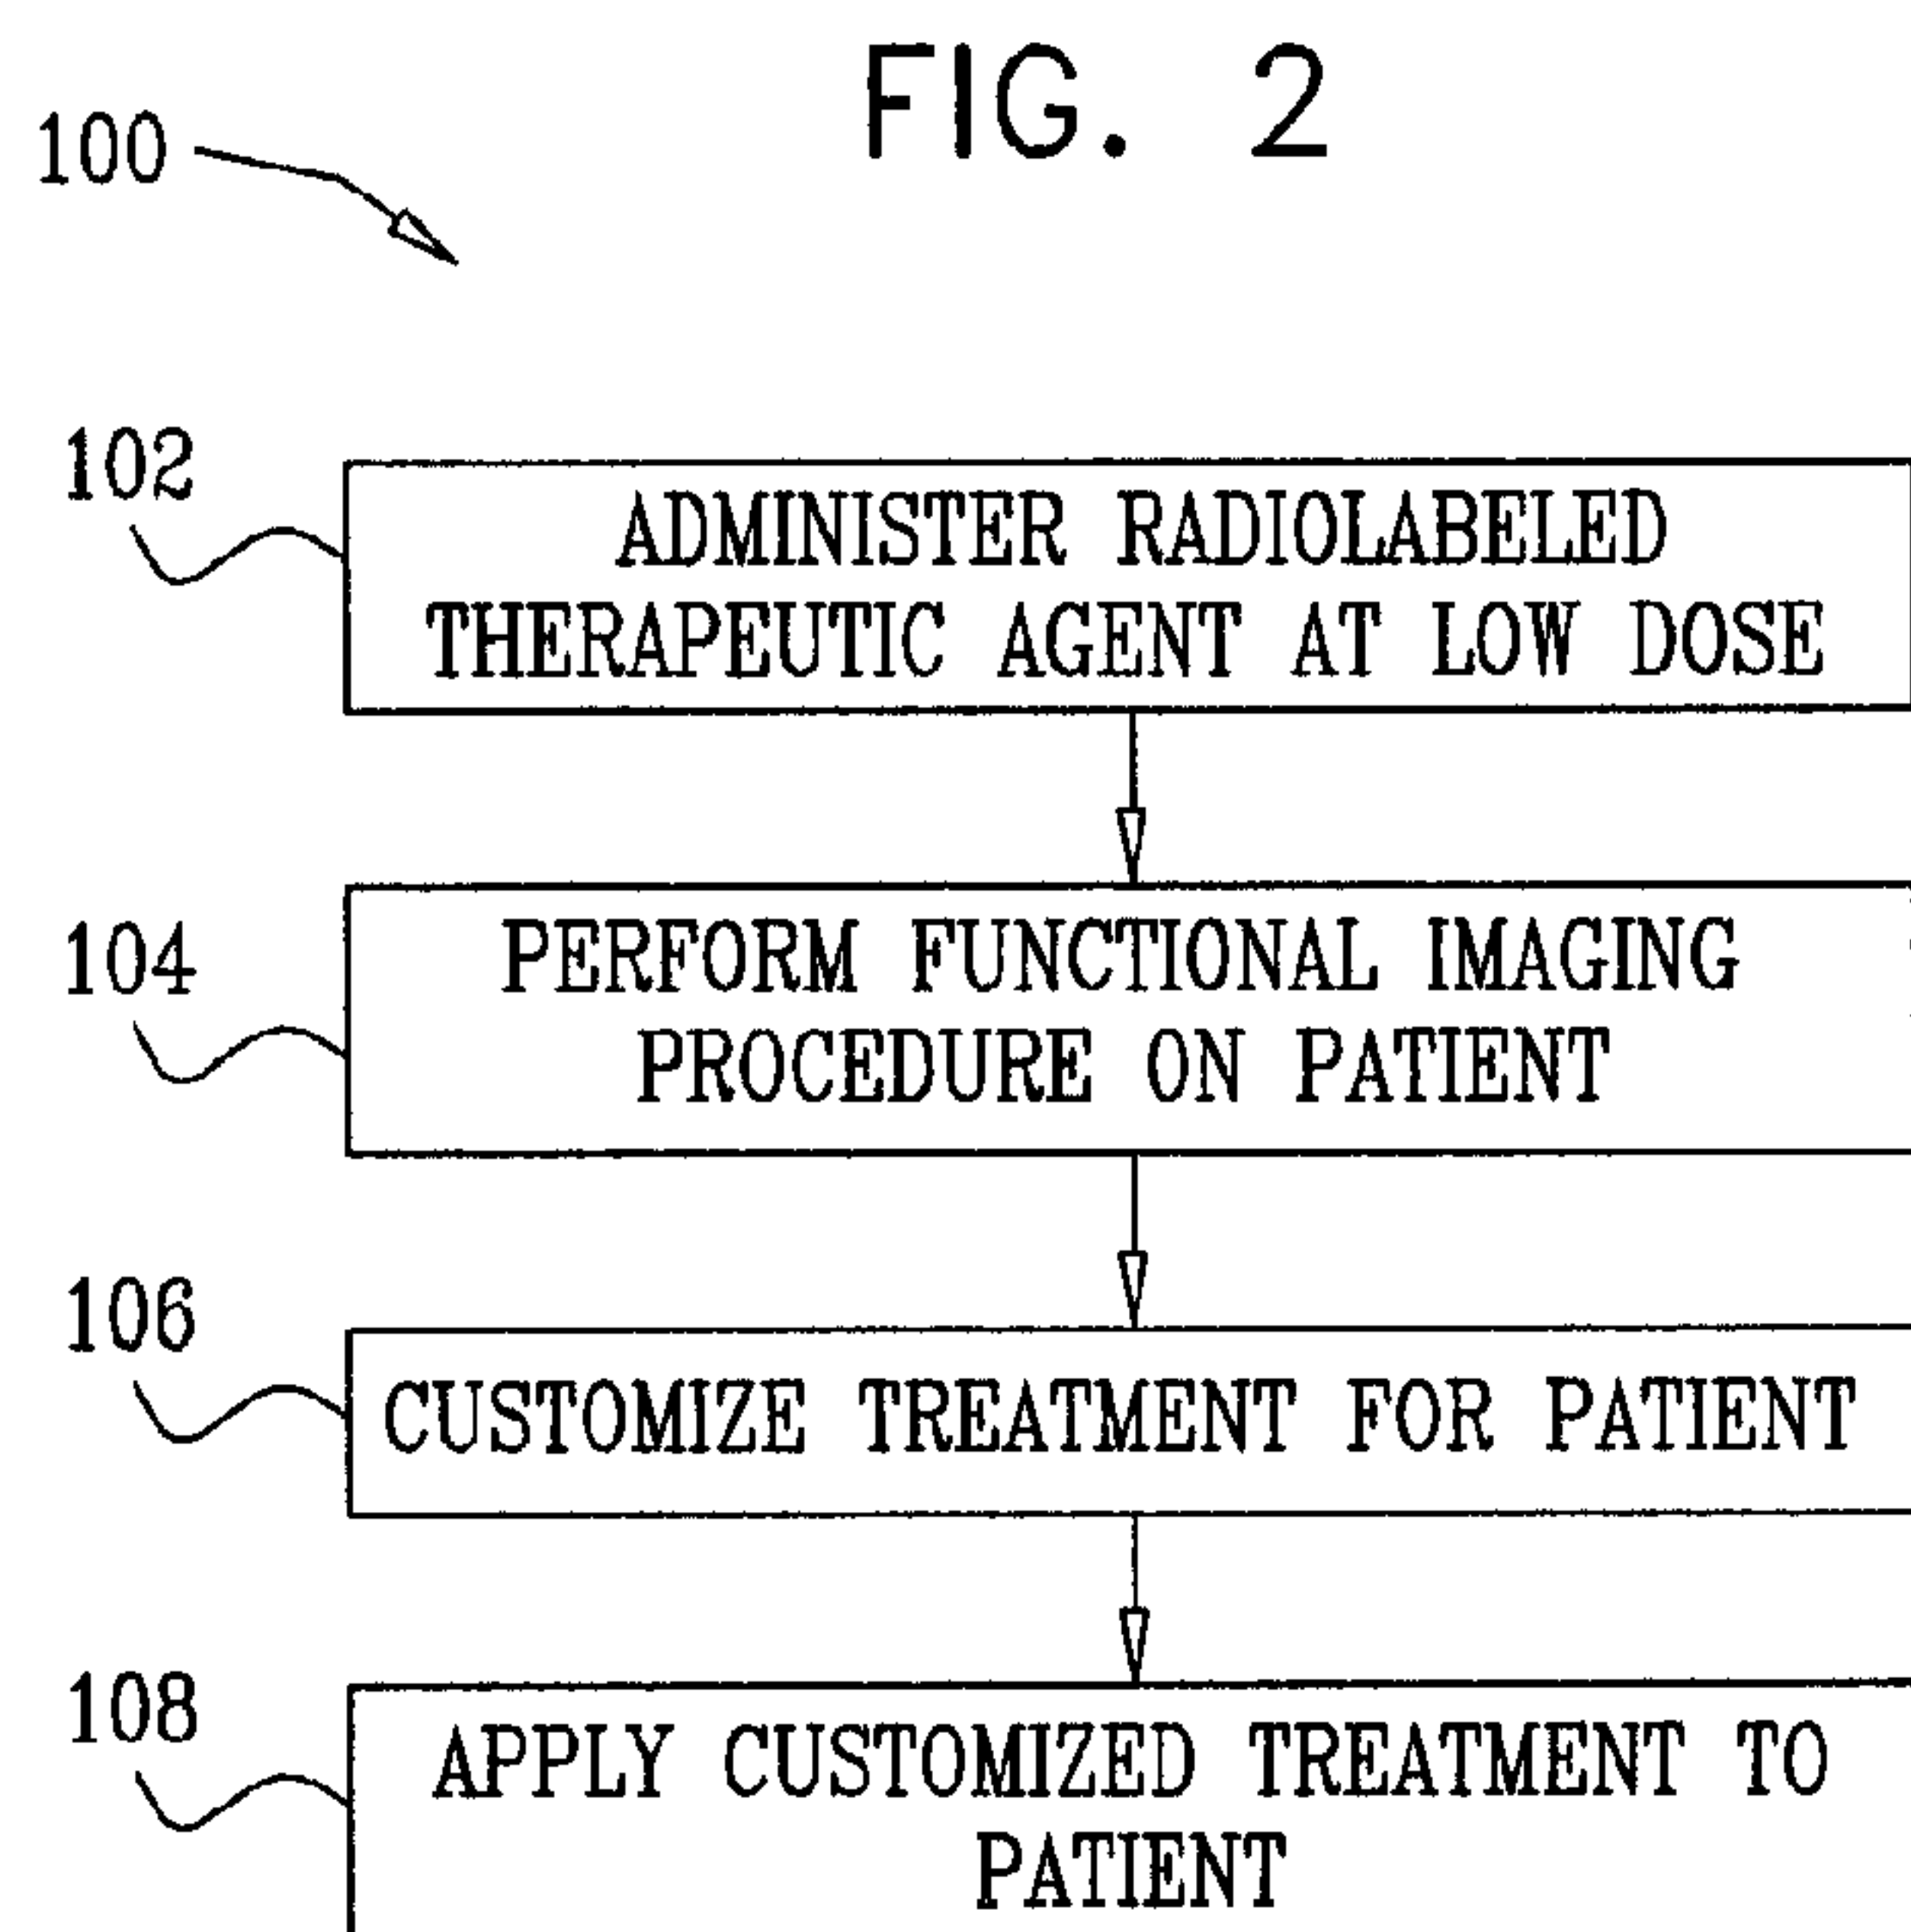 FIG. 2
100
102
ADMINISTER RADIOLABELED
THERAPEUTIC AGENT AT LOW DOSE
104
PERFORM FUNCTIONAL IMAGING
PROCEDURE ON PATIENT
106
CUSTOMIZE TREATMENT FOR PATIENT
108
APPLY CUSTOMIZED TREATMENT TO
PATIENT